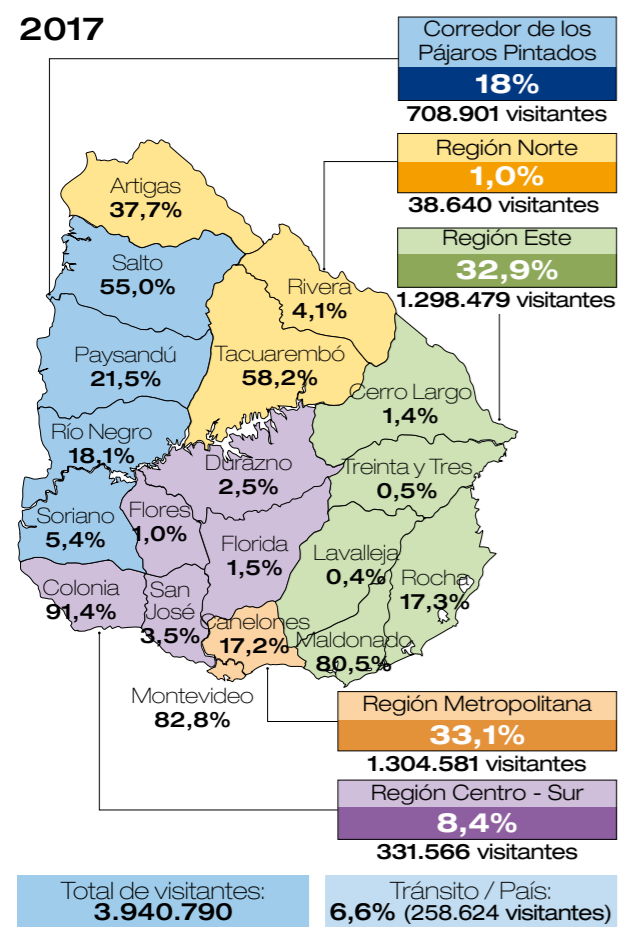 2017
Corredor de los
Pájaros Pintados
18%
708.901 visitantes
Región Norte
1,0%
38.640 visitantes
Región Este
32,9%
1.298.479 visitantes
Artigas
37,7%
Salto
55,0%
Rivera
4,1%
Paysandú
21,5%
Tacuarembó
58,2%
Cerro Largo
1,4%
Río Negro
18,1%
Durazno
2,5%
Treinta y Tres
0,5%
Soriano
5,4%
Flores
1,0%
Florida
1,5%
Lavalleja
0,4%
Rocha
17,3%
Colonia
91,4%
San
José
3,5%
Canelones
17,2%
Maldonado
80,5%
Montevideo
82,8%
Región Metropolitana
33,1%
1.304.581 visitantes
Región Centro - Sur
8,4%
331.566 visitantes
Total de visitantes:
3.940.790
Tránsito / País:
6,6% (258.624 visitantes)